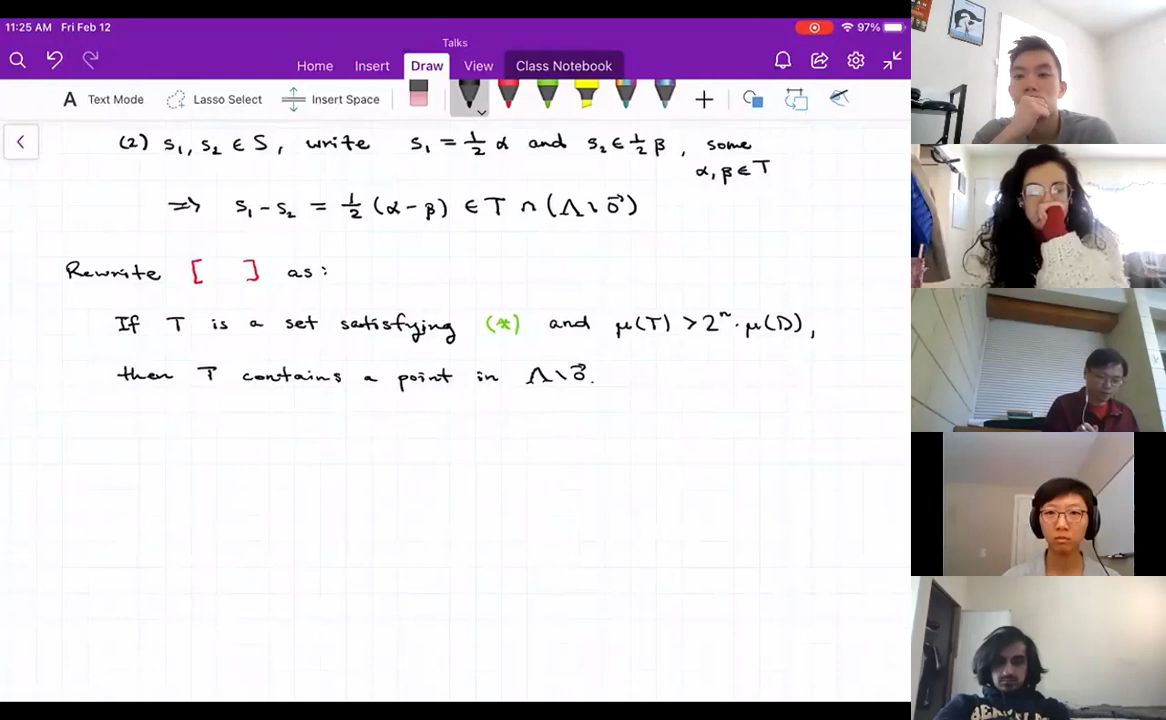 11:25 AM Fri Feb 12
97%
Talks
Home Insert Draw View Class Notebook
Text Mode Lasso Select Insert Space
(2) s₁, s₂ ∈ S, write s₁ = ½ α and s₂ ∈ ½ β, some
α, β ∈ T
⇒ s₁ - s₂ = ½ (α - β) ∈ T ∩ (Λ \ 0⃗)
Rewrite [ ] as:
If T is a set satisfying (*) and μ(T) > 2ⁿ · μ(D),
then T contains a point in Λ \ 0⃗.